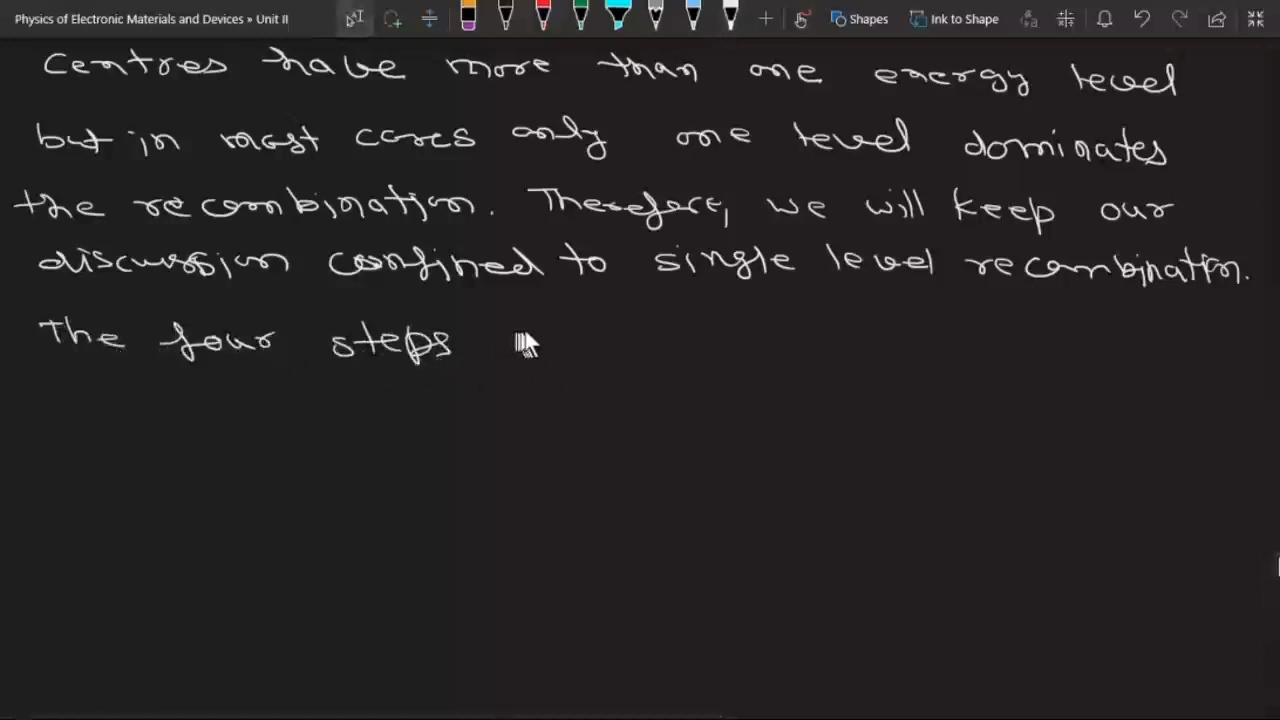 Physics of Electronic Materials and Devices » Unit II
Shapes
Ink to Shape
Centres have more than one energy level
but in most cases only one level dominates
the recombination. Therefore, we will keep our
discussion confined to single level recombination.
The four steps